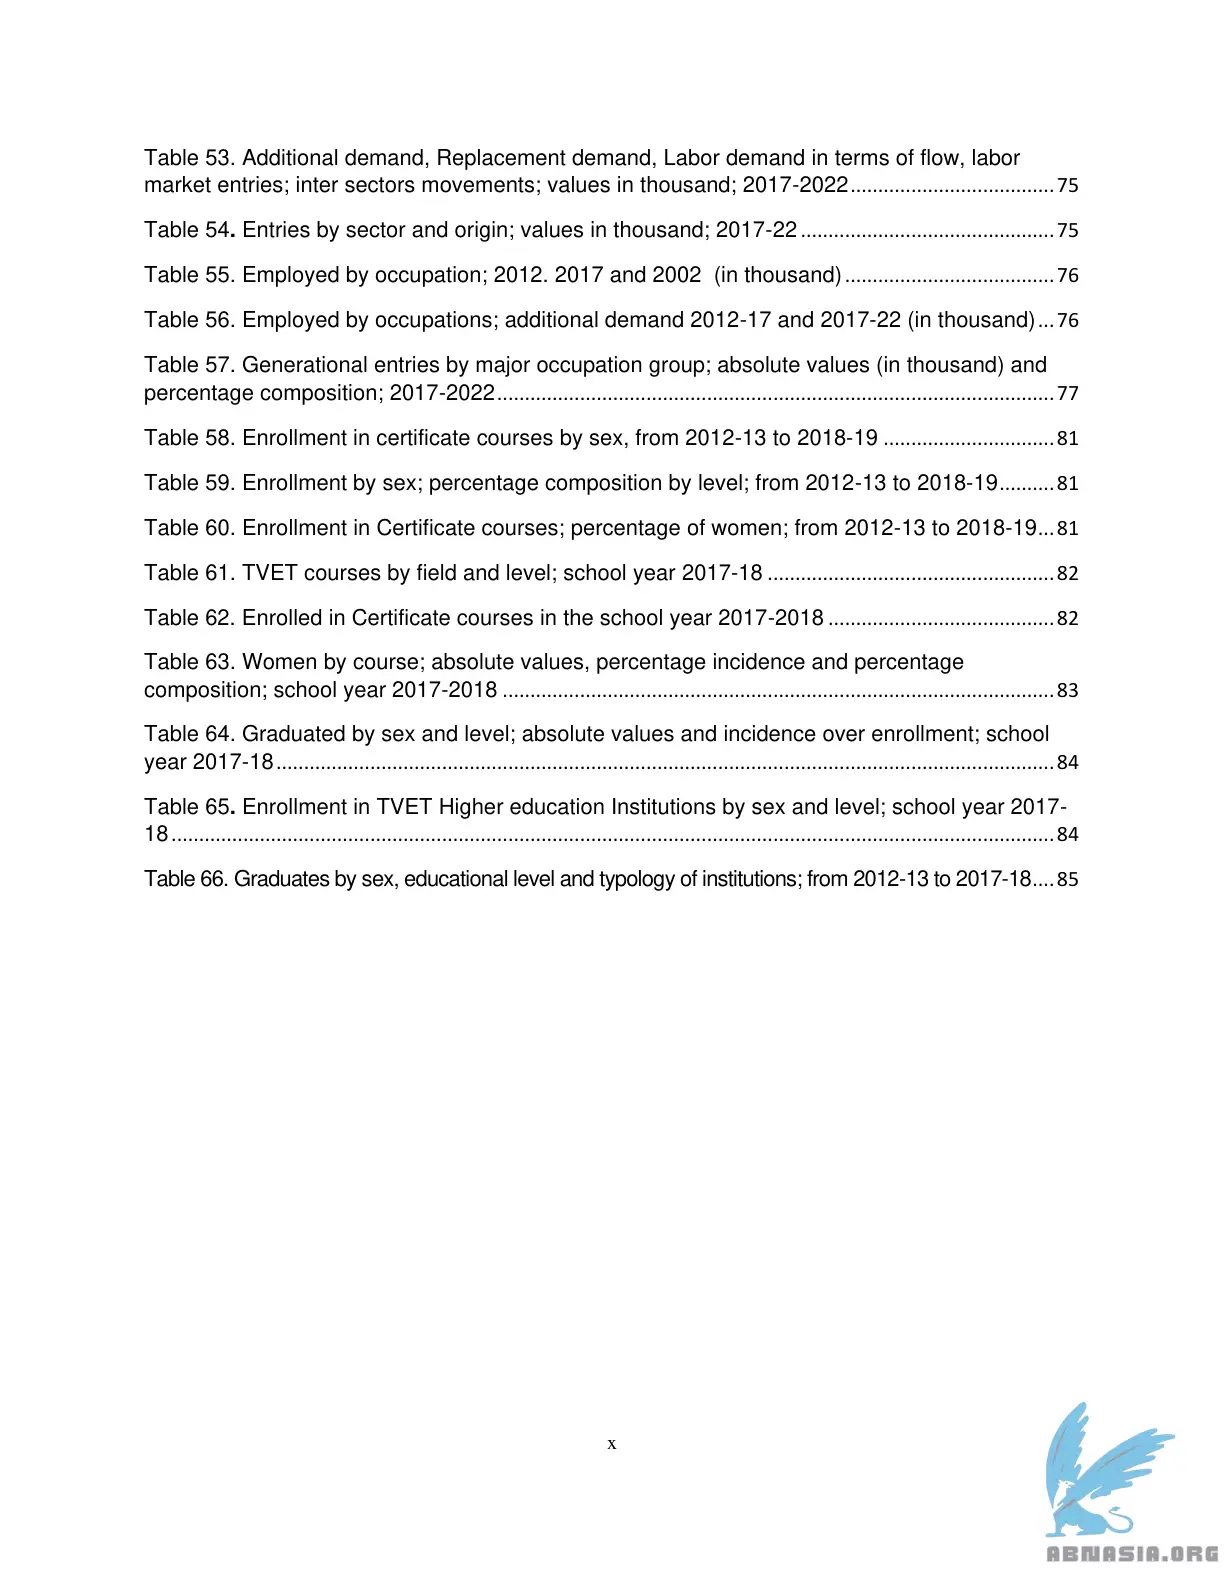 Table 53. Additional demand, Replacement demand, Labor demand in terms of flow, labor
market entries; inter sectors movements; values in thousand; 2017-2022..................................... 75
Table 54. Entries by sector and origin; values in thousand; 2017-22 .............................................. 75
Table 55. Employed by occupation; 2012. 2017 and 2002  (in thousand) ...................................... 76
Table 56. Employed by occupations; additional demand 2012-17 and 2017-22 (in thousand) ... 76
Table 57. Generational entries by major occupation group; absolute values (in thousand) and
percentage composition; 2017-2022..................................................................................................... 77
Table 58. Enrollment in certificate courses by sex, from 2012-13 to 2018-19 ............................... 81
Table 59. Enrollment by sex; percentage composition by level; from 2012-13 to 2018-19.......... 81
Table 60. Enrollment in Certificate courses; percentage of women; from 2012-13 to 2018-19... 81
Table 61. TVET courses by field and level; school year 2017-18 .................................................... 82
Table 62. Enrolled in Certificate courses in the school year 2017-2018 ......................................... 82
Table 63. Women by course; absolute values, percentage incidence and percentage
composition; school year 2017-2018 .................................................................................................... 83
Table 64. Graduated by sex and level; absolute values and incidence over enrollment; school
year 2017-18............................................................................................................................................. 84
Table 65. Enrollment in TVET Higher education Institutions by sex and level; school year 2017-
18................................................................................................................................................................ 84
Table 66. Graduates by sex, educational level and typology of institutions; from 2012-13 to 2017-18.... 85
x
ABNASIA.ORG